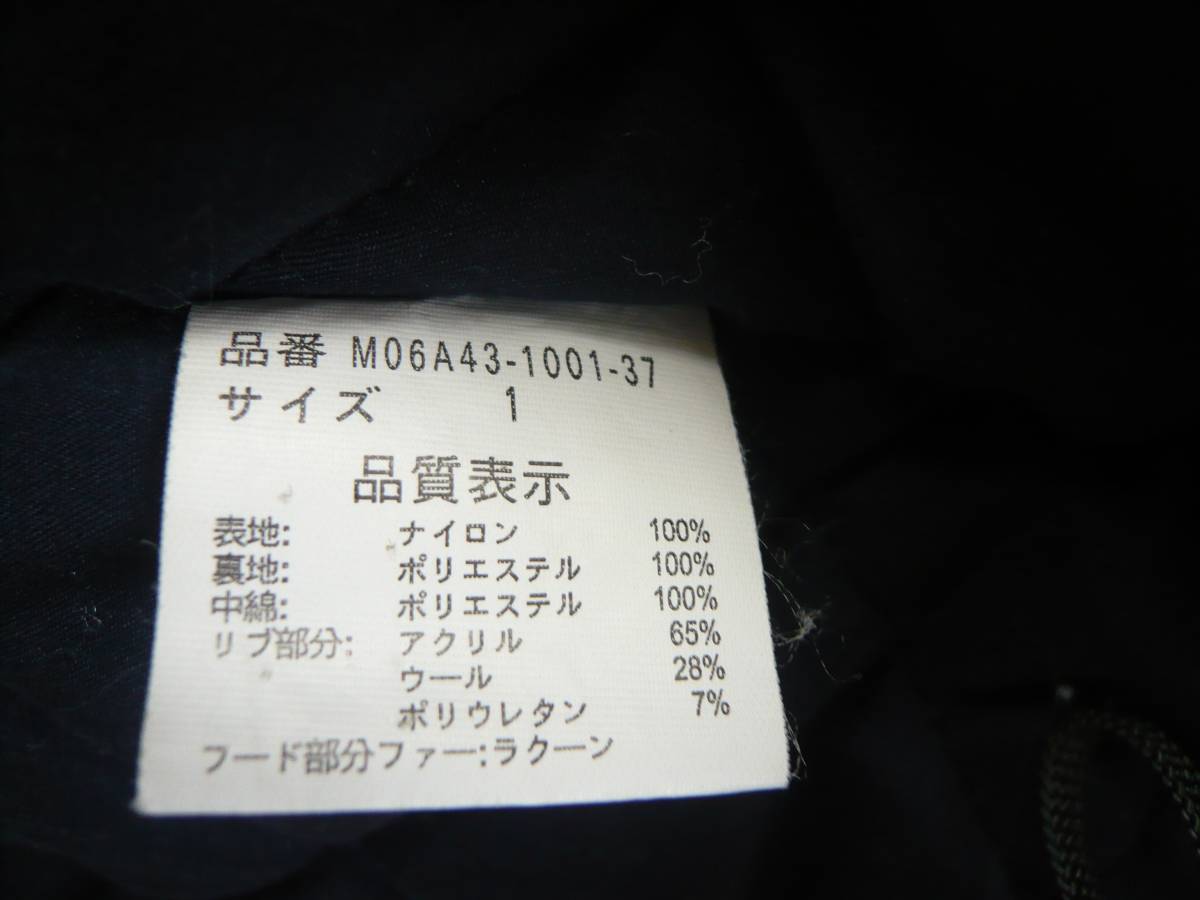 品番 M06A43-1001-37
サイズ 1
品質表示
表地: ナイロン 100%
裏地: ポリエステル 100%
中綿: ポリエステル 100%
リブ部分: アクリル 65%
ウール 28%
ポリウレタン 7%
フード部分ファー:ラクーン